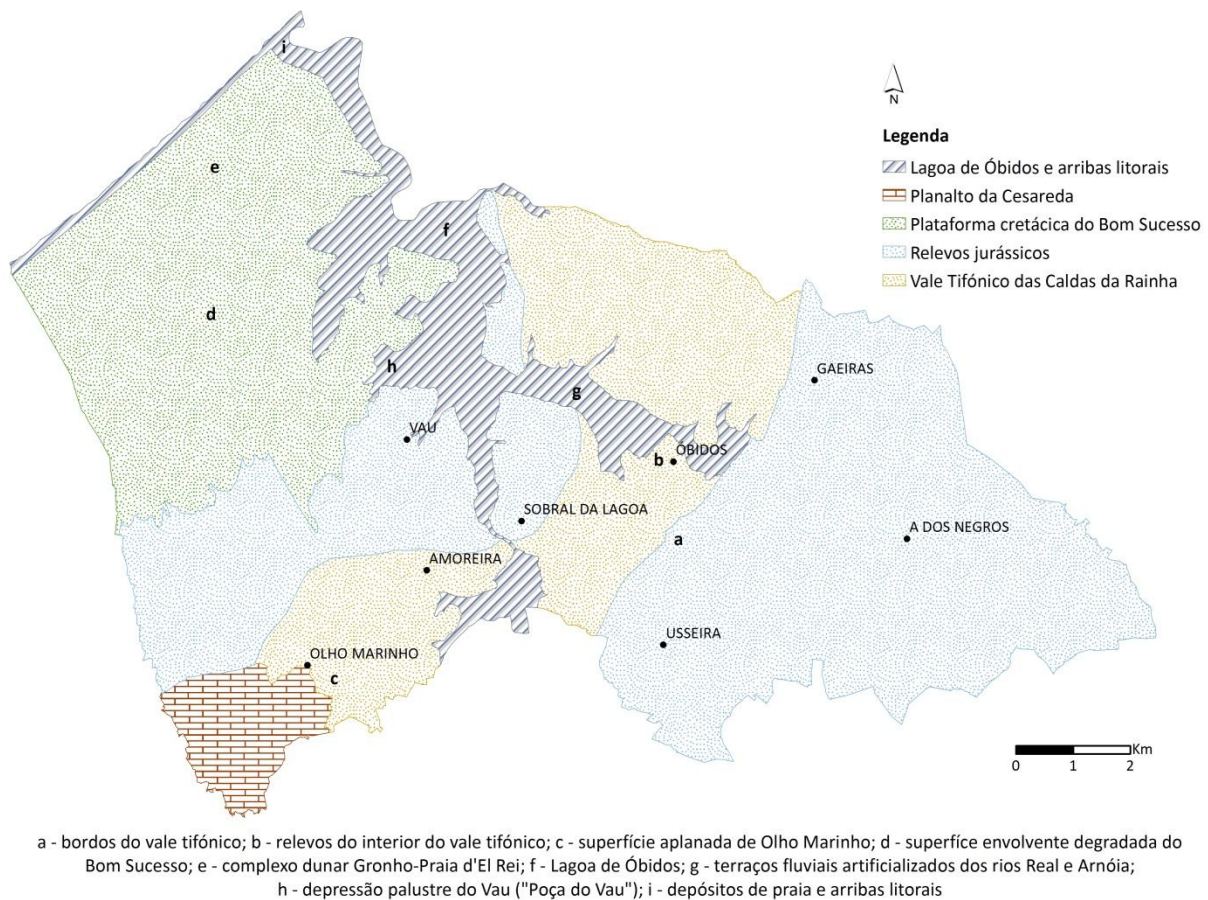 i
N
Legenda
Lagoa de Óbidos e arribas litorais
Planalto da Cesareda
Plataforma cretácica do Bom Sucesso
Relevos jurássicos
Vale Tifónico das Caldas da Rainha
e
f
d
h
g
GAEIRAS
VAU
b
ÓBIDOS
SOBRAL DA LAGOA
a
A DOS NEGROS
AMOREIRA
USSEIRA
OLHO MARINHO
c
Km
0 1 2
a - bordos do vale tifónico; b - relevos do interior do vale tifónico; c - superfície aplanada de Olho Marinho; d - superfíce envolvente degradada do
Bom Sucesso; e - complexo dunar Gronho-Praia d'El Rei; f - Lagoa de Óbidos; g - terraços fluviais artificializados dos rios Real e Arnóia;
h - depressão palustre do Vau ("Poça do Vau"); i - depósitos de praia e arribas litorais